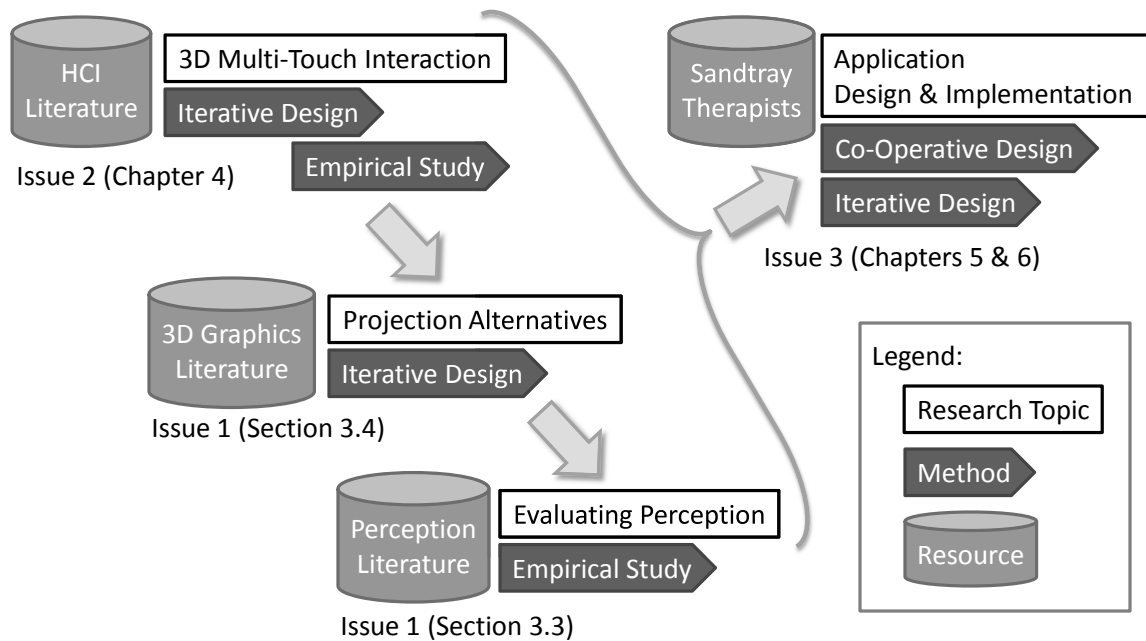 HCI
Literature
3D Multi-Touch Interaction
Iterative Design
Empirical Study
Issue 2 (Chapter 4)
3D Graphics
Literature
Projection Alternatives
Iterative Design
Issue 1 (Section 3.4)
Perception
Literature
Evaluating Perception
Empirical Study
Issue 1 (Section 3.3)
Sandtray
Therapists
Application
Design & Implementation
Co-Operative Design
Iterative Design
Issue 3 (Chapters 5 & 6)
Legend:
Research Topic
Method
Resource